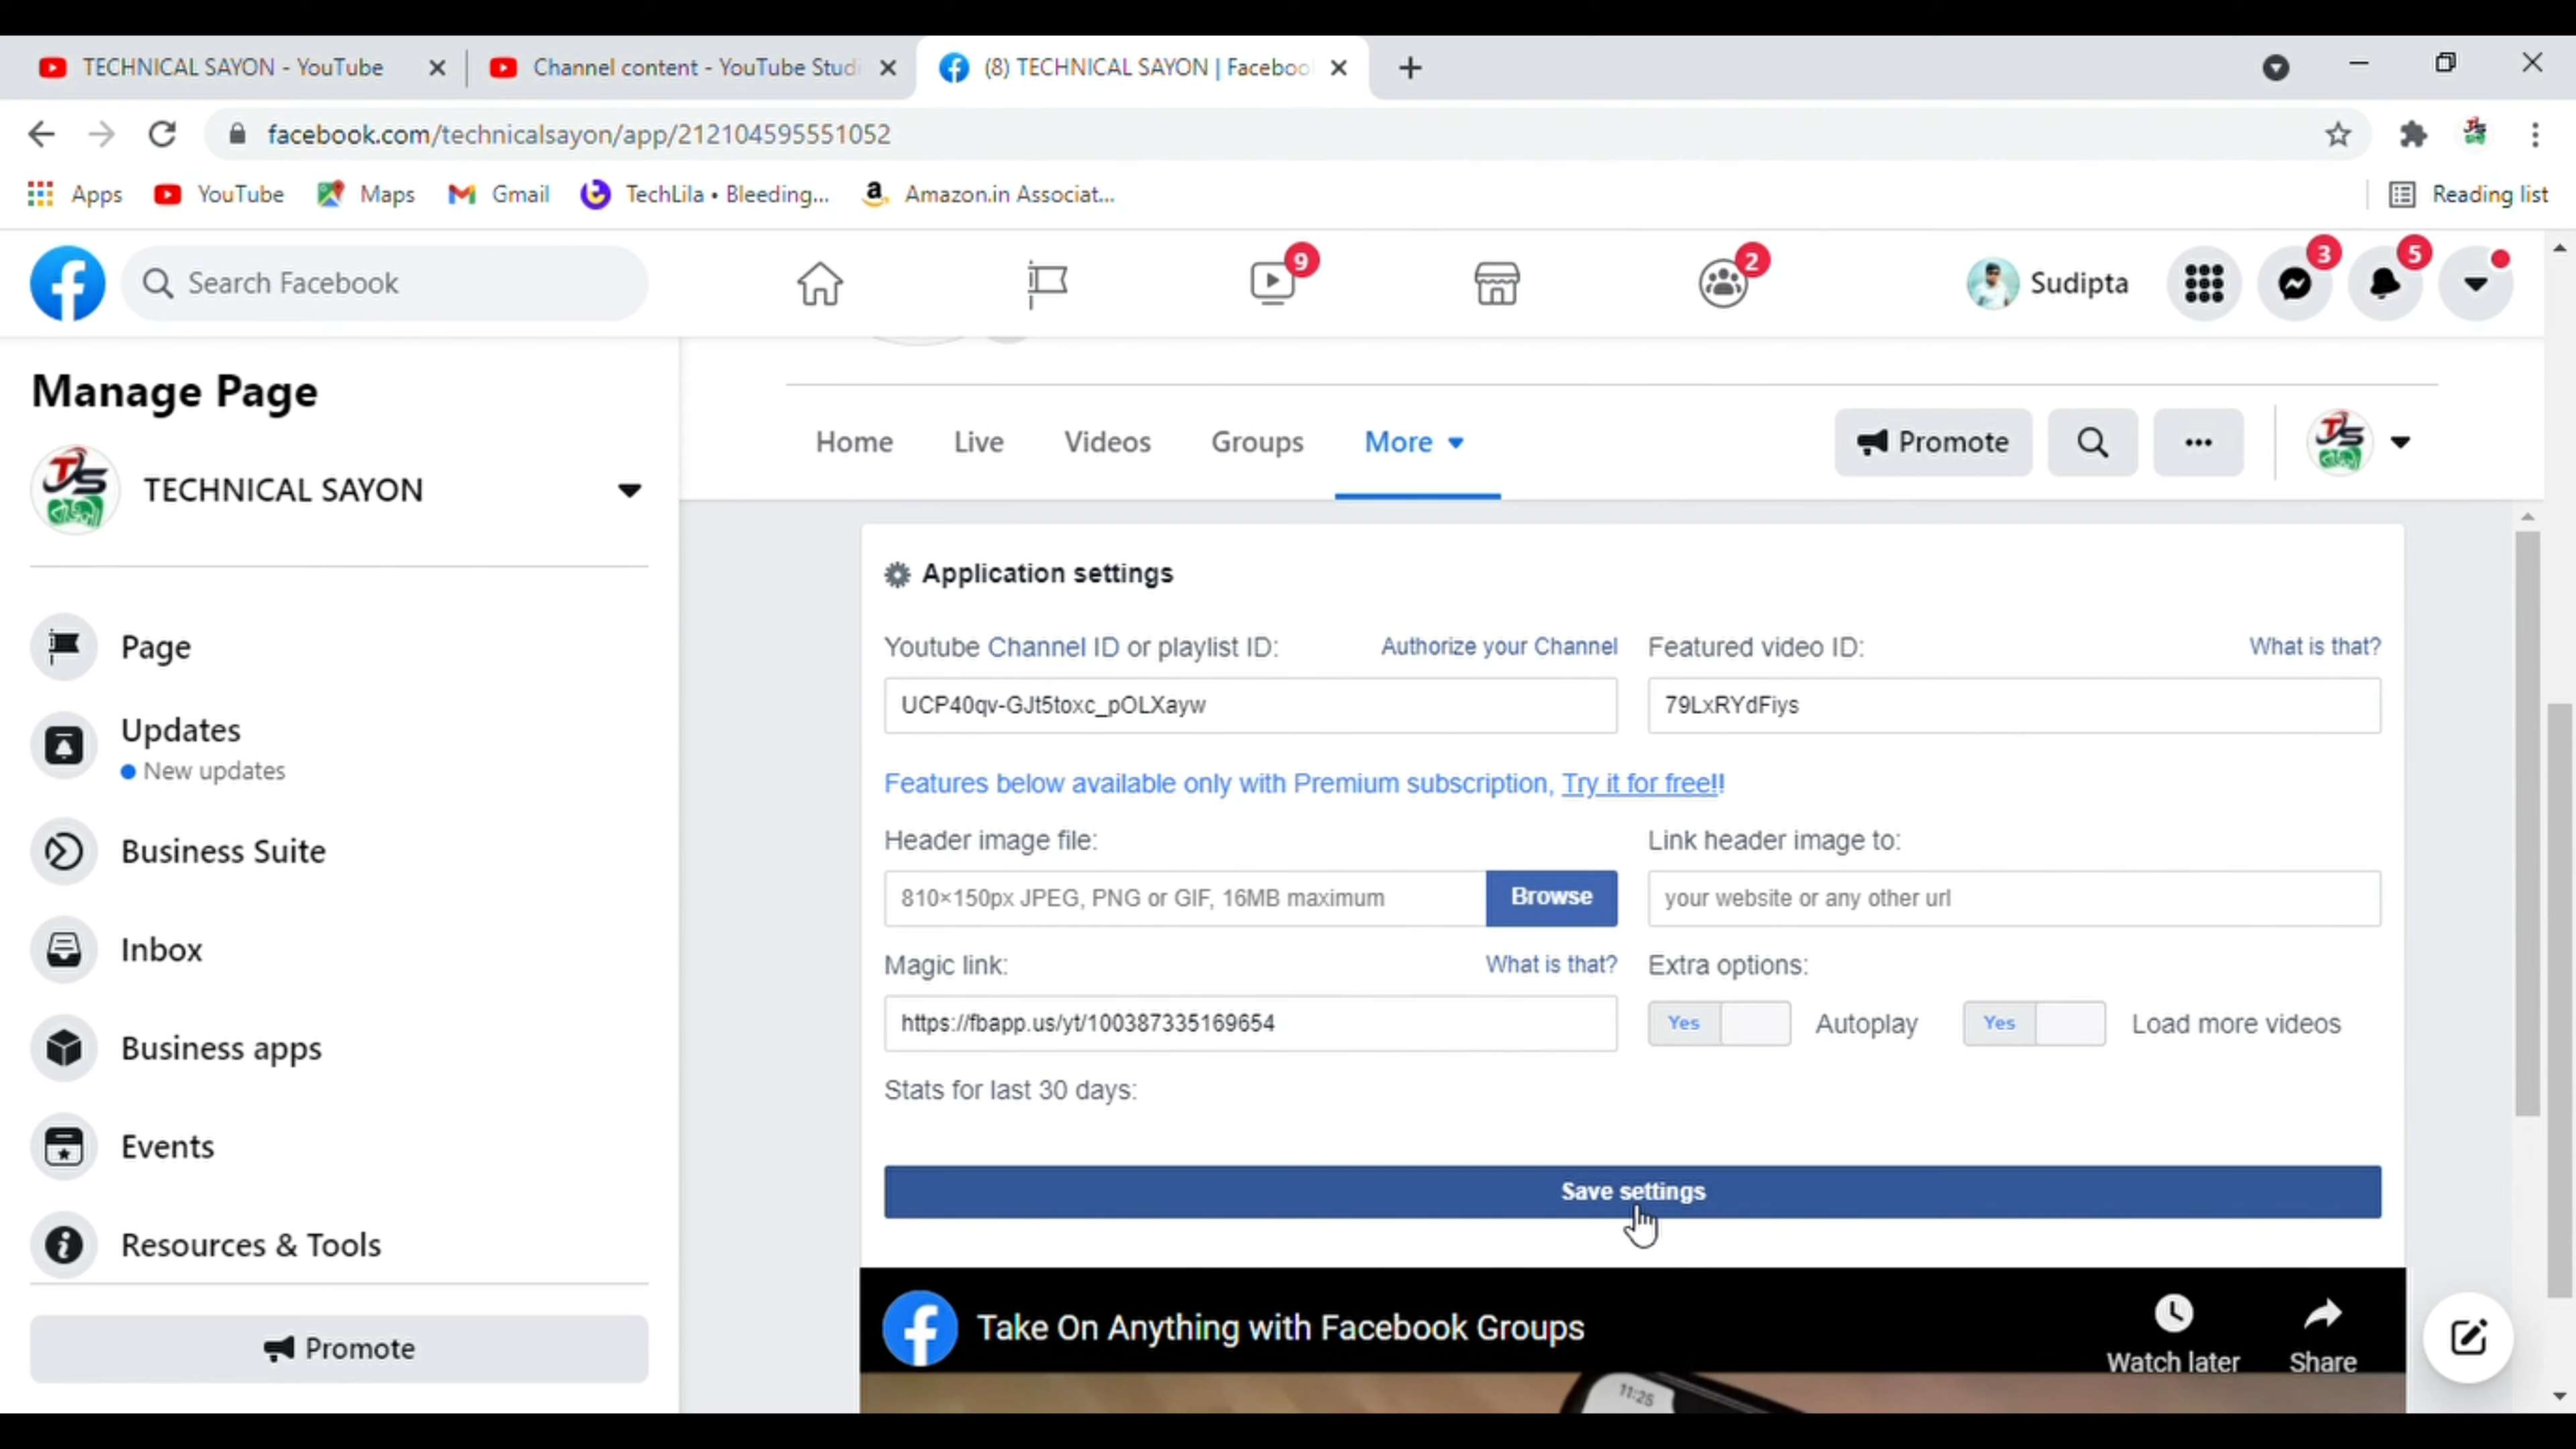 TECHNICAL SAYON - YouTube
Channel content - YouTube Studi
(8) TECHNICAL SAYON | Faceboo
facebook.com/technicalsayon/app/212104595551052
Apps YouTube Maps Gmail TechLila • Bleeding... Amazon.in Associat... Reading list
Search Facebook 9 2 Sudipta 3 5
Manage Page
TECHNICAL SAYON
Page
Updates
New updates
Business Suite
Inbox
Business apps
Events
Resources & Tools
Promote
Home Live Videos Groups More Promote
Application settings
Youtube Channel ID or playlist ID: Authorize your Channel Featured video ID: What is that?
UCP40qv-GJt5toxc_pOLXayw 79LxRYdFiys
Features below available only with Premium subscription, Try it for free!!
Header image file: Link header image to:
810×150px JPEG, PNG or GIF, 16MB maximum Browse your website or any other url
Magic link: What is that? Extra options:
https://fbapp.us/yt/100387335169654 Yes Autoplay Yes Load more videos
Stats for last 30 days:
Save settings
Take On Anything with Facebook Groups
Watch later Share
11:26